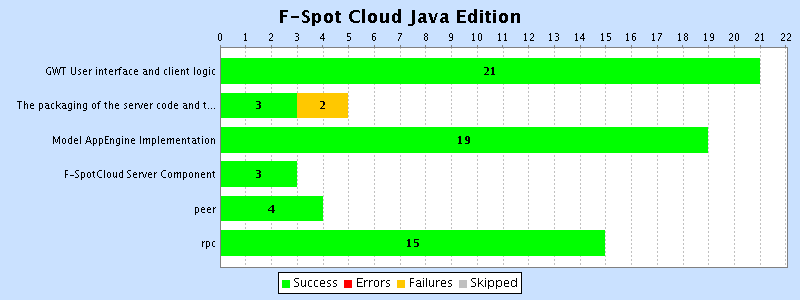 F-Spot Cloud Java Edition
0 1 2 3 4 5 6 7 8 9 10 11 12 13 14 15 16 17 18 19 20 21 22
GWT User interface and client logic 21
The packaging of the server code and t... 3 2
Model AppEngine Implementation 19
F-SpotCloud Server Component 3
peer 4
rpc 15
Success Errors Failures Skipped